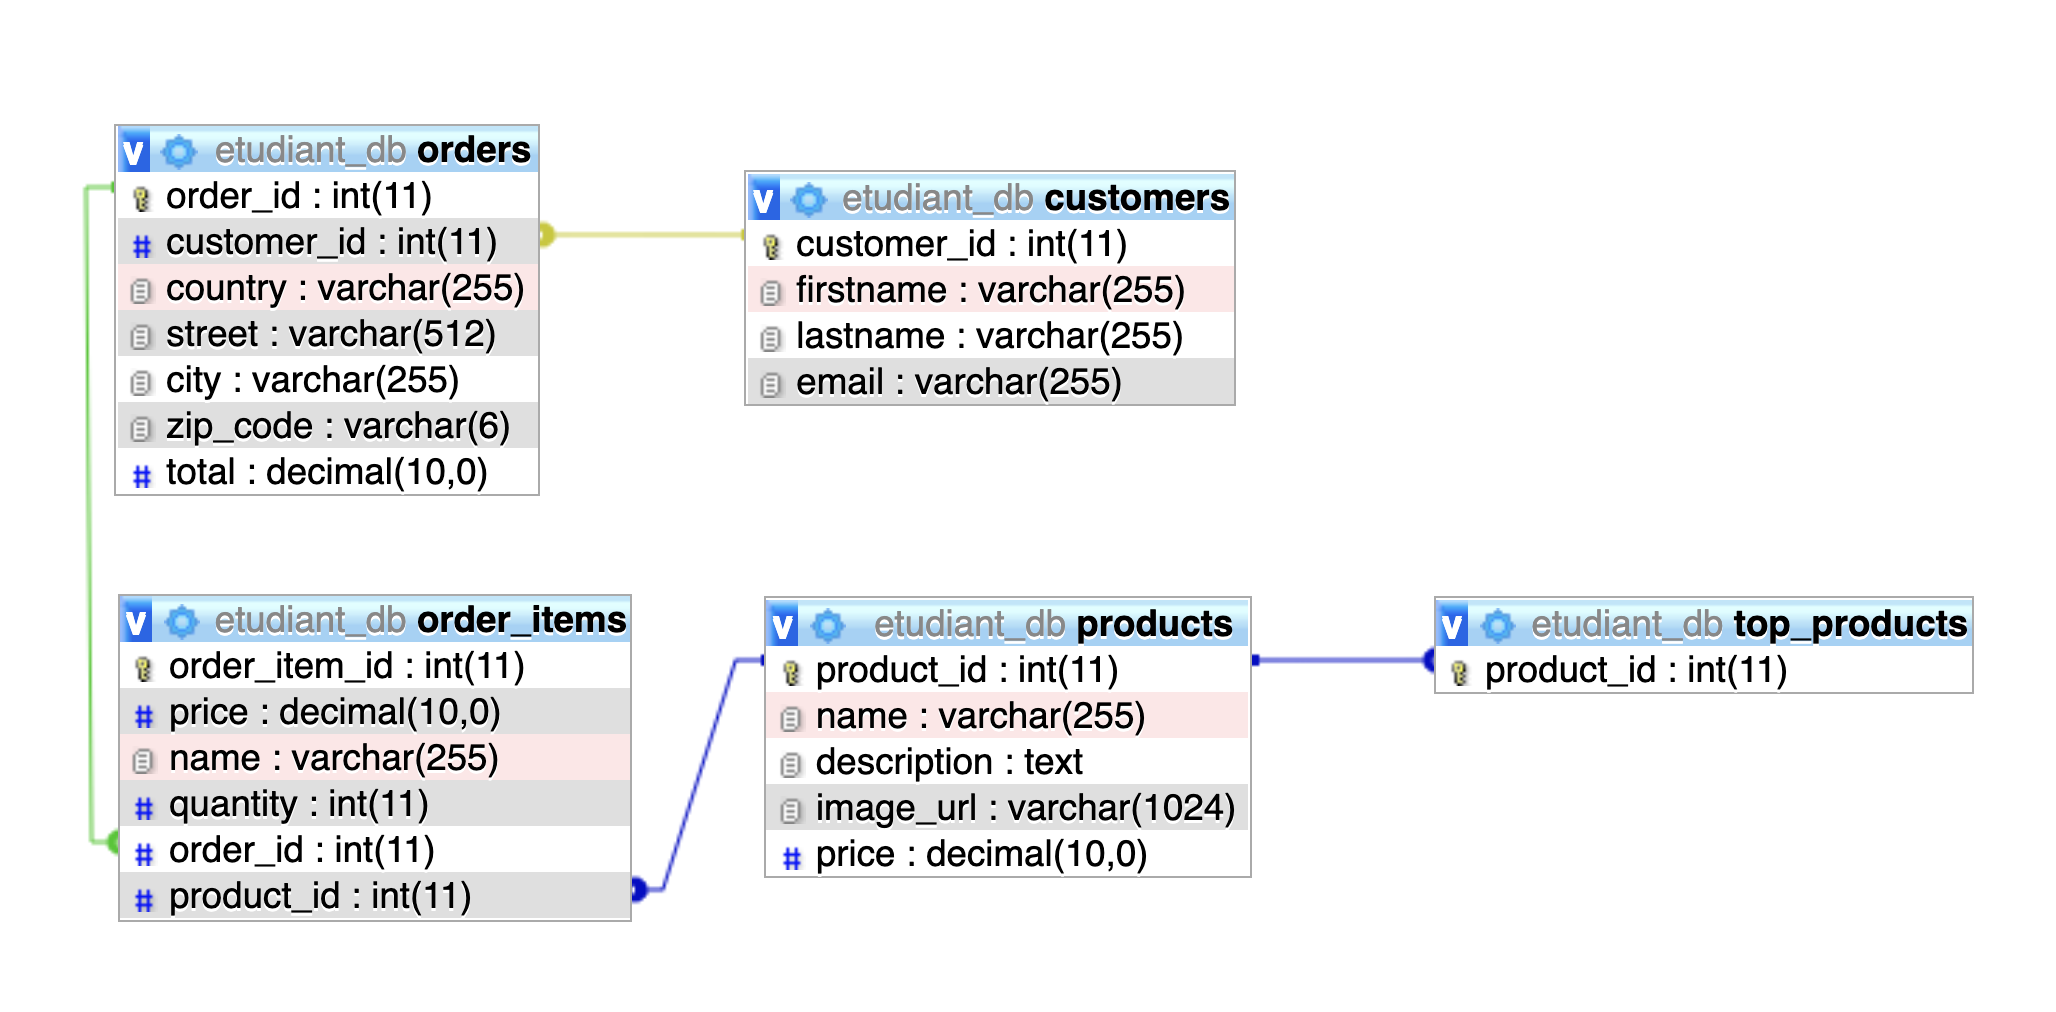 v etudiant_db orders
order_id : int(11)
# customer_id : int(11)
country : varchar(255)
street : varchar(512)
city : varchar(255)
zip_code : varchar(6)
# total : decimal(10,0)
v etudiant_db customers
customer_id : int(11)
firstname : varchar(255)
lastname : varchar(255)
email : varchar(255)
v etudiant_db order_items
order_item_id : int(11)
# price : decimal(10,0)
name : varchar(255)
# quantity : int(11)
# order_id : int(11)
# product_id : int(11)
v etudiant_db products
product_id : int(11)
name : varchar(255)
description : text
image_url : varchar(1024)
# price : decimal(10,0)
v etudiant_db top_products
product_id : int(11)